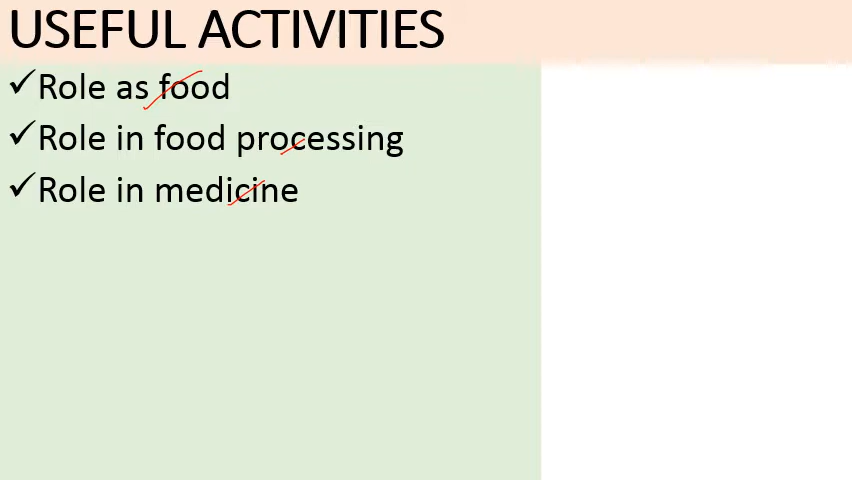 USEFUL ACTIVITIES
✓Role as food
✓Role in food processing
✓Role in medicine